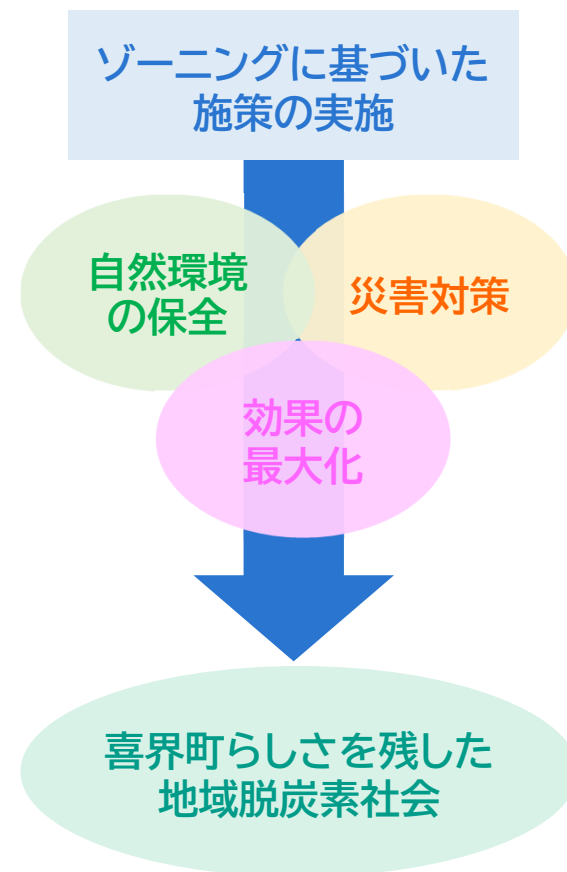 ゾーニングに基づいた
施策の実施
自然環境
の保全
災害対策
効果の
最大化
喜界町らしさを残した
地域脱炭素社会